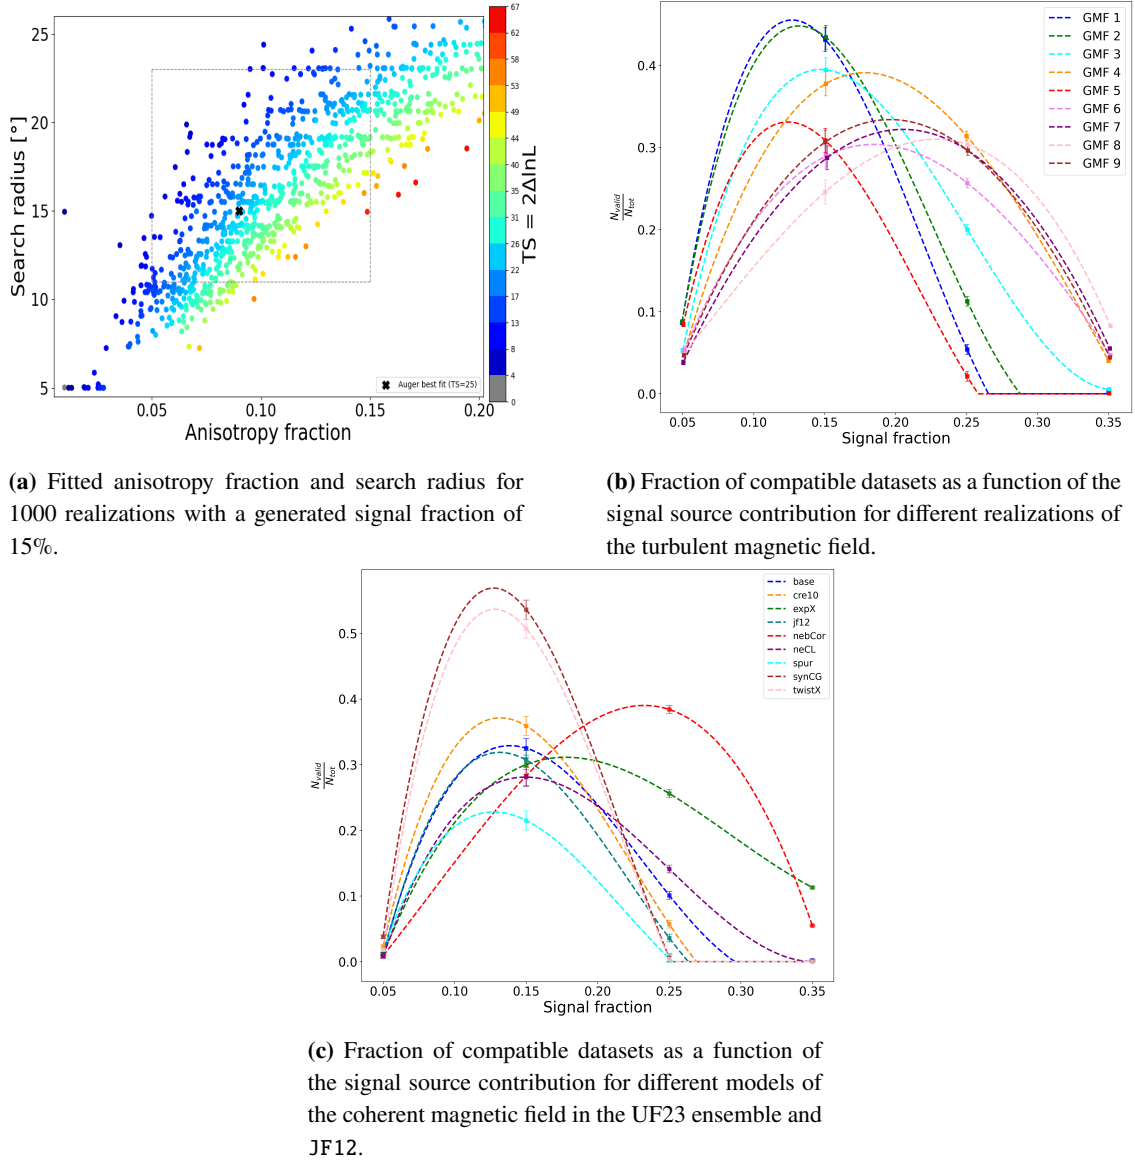 25
20
15
10
5
Search radius [°]
0.05
0.10
0.15
0.20
Anisotropy fraction
Auger best fit (TS=25)
67
62
58
53
49
44
40
35
31
26
22
17
13
8
4
0
TS = 2ΔlnL
(a) Fitted anisotropy fraction and search radius for
1000 realizations with a generated signal fraction of
15%.
0.4
0.3
0.2
0.1
0.0
N_valid
N_tot
0.05
0.10
0.15
0.20
0.25
0.30
0.35
Signal fraction
GMF 1
GMF 2
GMF 3
GMF 4
GMF 5
GMF 6
GMF 7
GMF 8
GMF 9
(b) Fraction of compatible datasets as a function of the
signal source contribution for different realizations of
the turbulent magnetic field.
0.5
0.4
0.3
0.2
0.1
0.0
N_valid
N_tot
0.05
0.10
0.15
0.20
0.25
0.30
0.35
Signal fraction
base
cre10
expX
jf12
nebCor
neCL
spur
synCG
twistX
(c) Fraction of compatible datasets as a function of
the signal source contribution for different models of
the coherent magnetic field in the UF23 ensemble and
JF12.